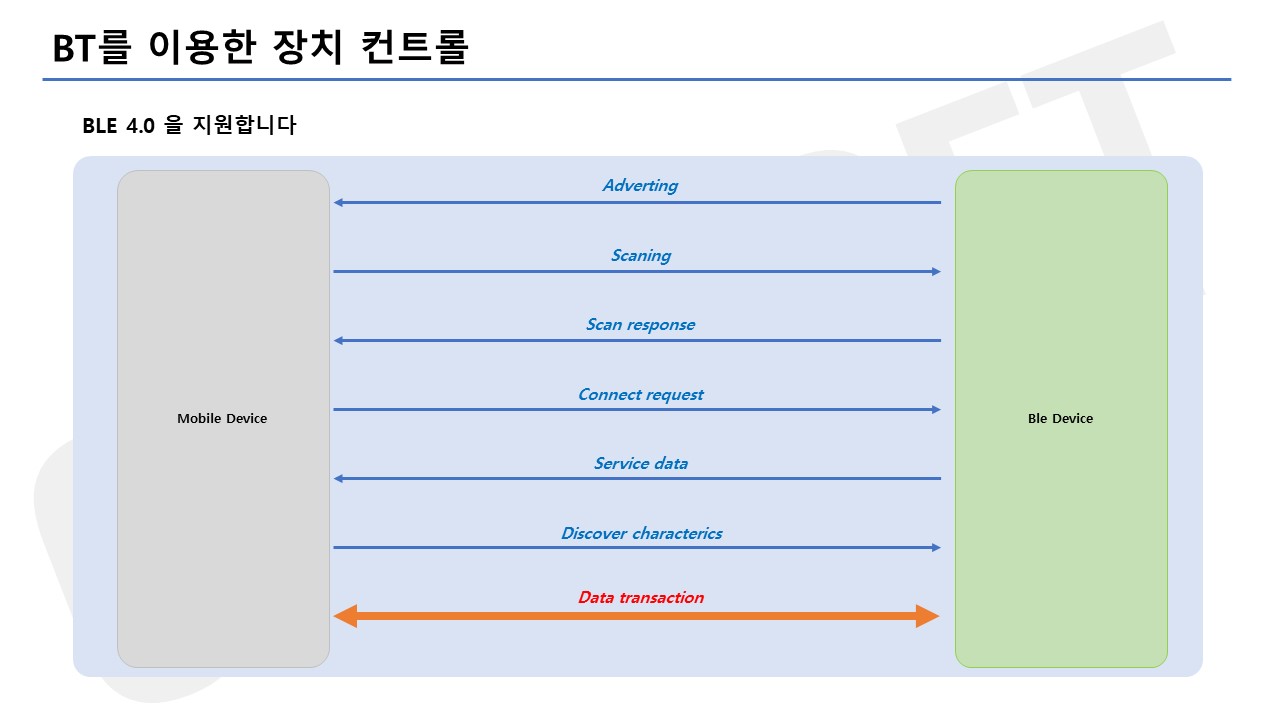 BT를 이용한 장치 컨트롤
BLE 4.0 을 지원합니다
Adverting
Scaning
Scan response
Connect request
Mobile Device
Ble Device
Service data
Discover characterics
Data transaction